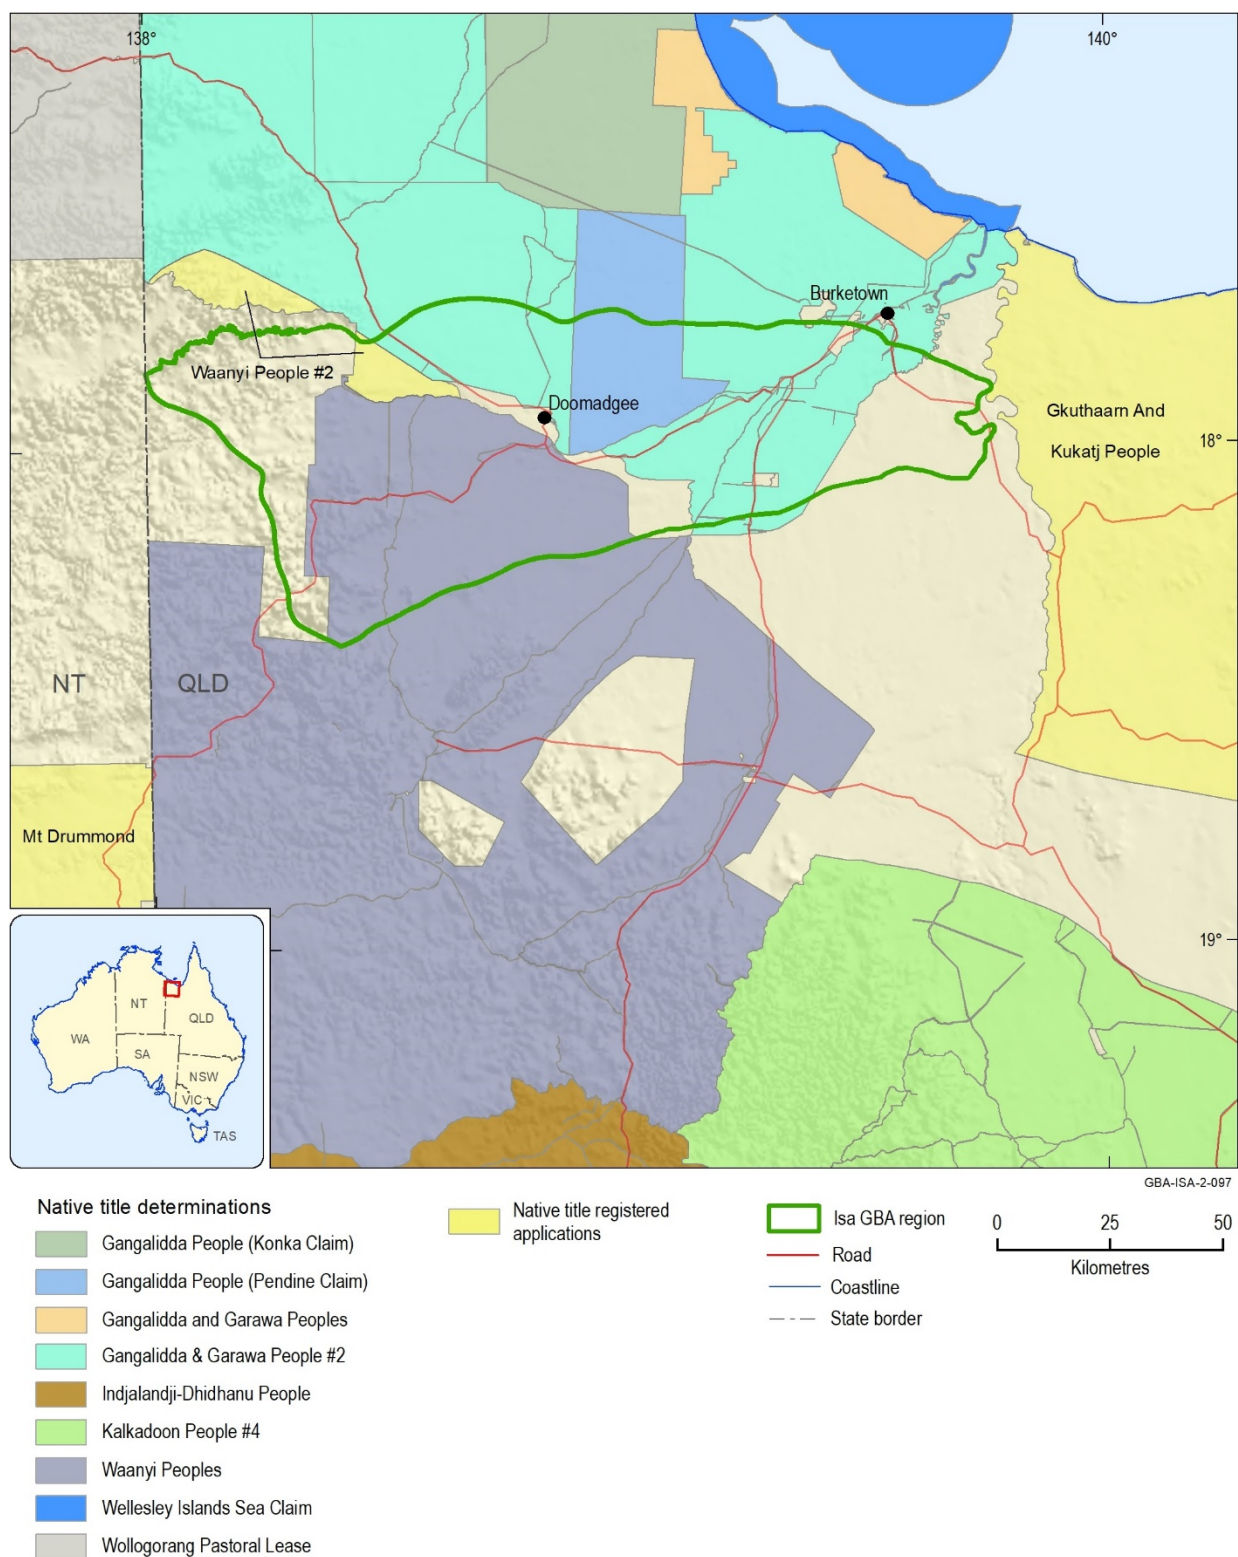 138°
140°
Burketown
Waanyi People #2
Doomadgee
Gkuthaarn And
Kukatj People
18°
NT
QLD
Mt Drummond
19°
NT
QLD
WA
SA
NSW
VIC
TAS
GBA-ISA-2-097
Native title determinations
Gangalidda People (Konka Claim)
Gangalidda People (Pendine Claim)
Gangalidda and Garawa Peoples
Gangalidda & Garawa People #2
Indjalandji-Dhidhanu People
Kalkadoon People #4
Waanyi Peoples
Wellesley Islands Sea Claim
Wollogorang Pastoral Lease
Native title registered
applications
Isa GBA region
Road
Coastline
State border
0 25 50
Kilometres